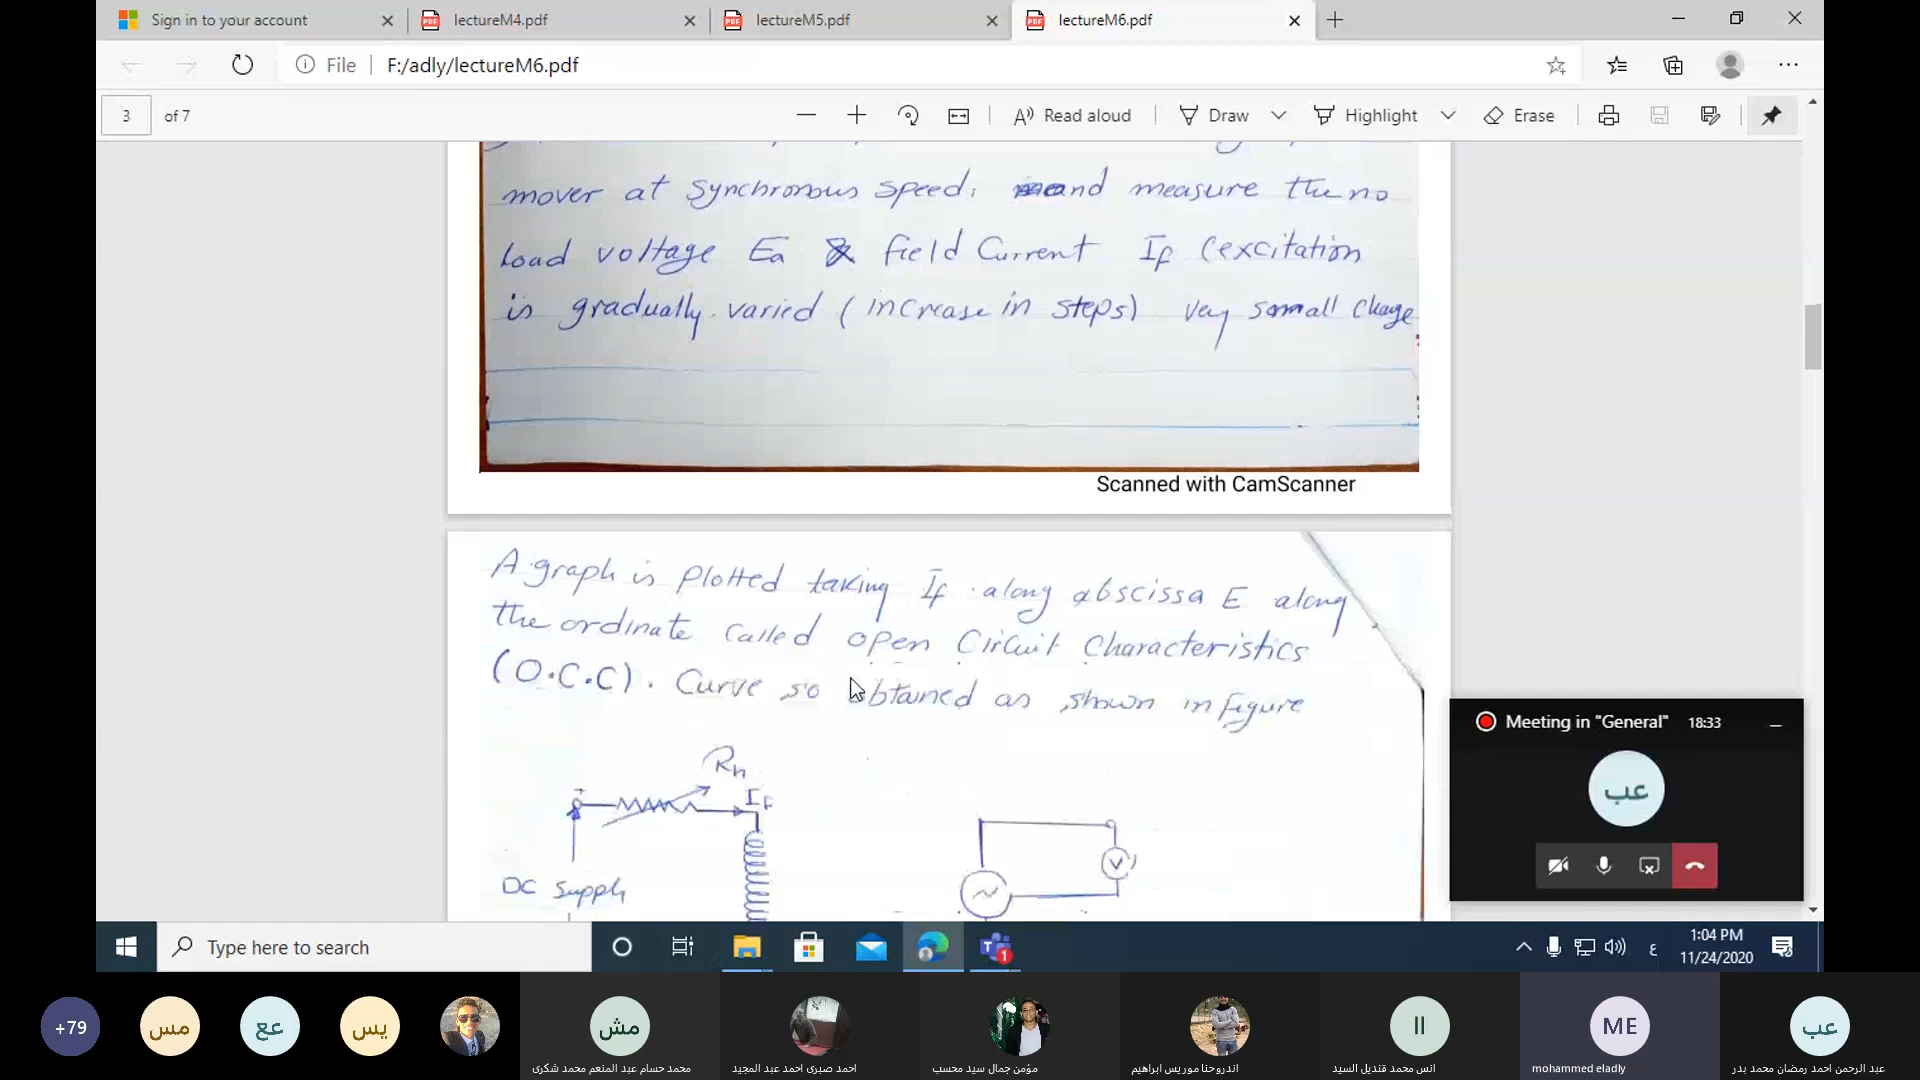 Sign in to your account
lectureM4.pdf
lectureM5.pdf
lectureM6.pdf
File
F:/adly/lectureM6.pdf
3 of 7
Read aloud
Draw
Highlight
Erase
mover at synchronous speed. and measure the no
load voltage Ea & field Current If (excitation
is gradually varied (increase in steps) very small change
Scanned with CamScanner
A graph is plotted taking If along abscissa E along
the ordinate called open Circuit Characteristics
(O.C.C). Curve so obtained as shown in figure
Rh
If
DC Supply
V
Meeting in "General" 18:33
عب
Type here to search
1
ع
1:04 PM
11/24/2020
+79
مس
عع
يس
مش
II
ME
عب
محمد حسام عبد المنعم محمد شكرى
احمد صبرى احمد عبد المجيد
مؤمن جمال سيد محسب
اندروحنا موريس ابراهيم
انس محمد قنديل السيد
mohammed eladly
عبد الرحمن احمد رمضان محمد بدر